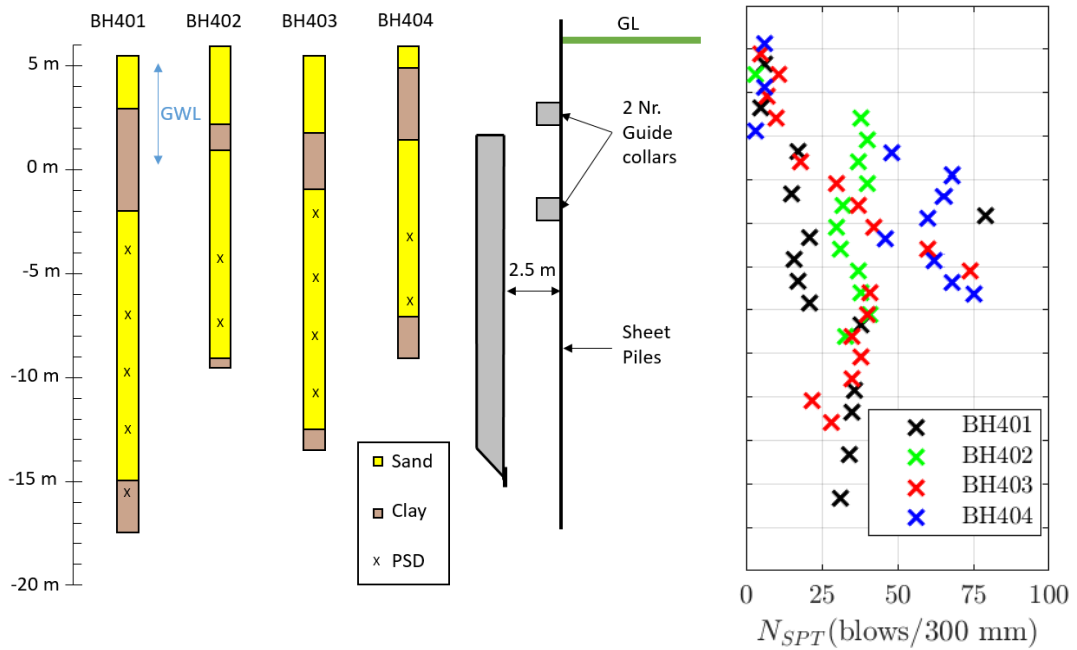 BH401
BH402
BH403
BH404
GL
5 m
GWL
2 Nr.
Guide
collars
0 m
-5 m
2.5 m
Sheet
Piles
-10 m
-15 m
-20 m
x
x
x
x
x
x
x
x
x
x
x
x
x
Sand
Clay
x PSD
BH401
BH402
BH403
BH404
0 25 50 75 100
N_SPT(blows/300 mm)